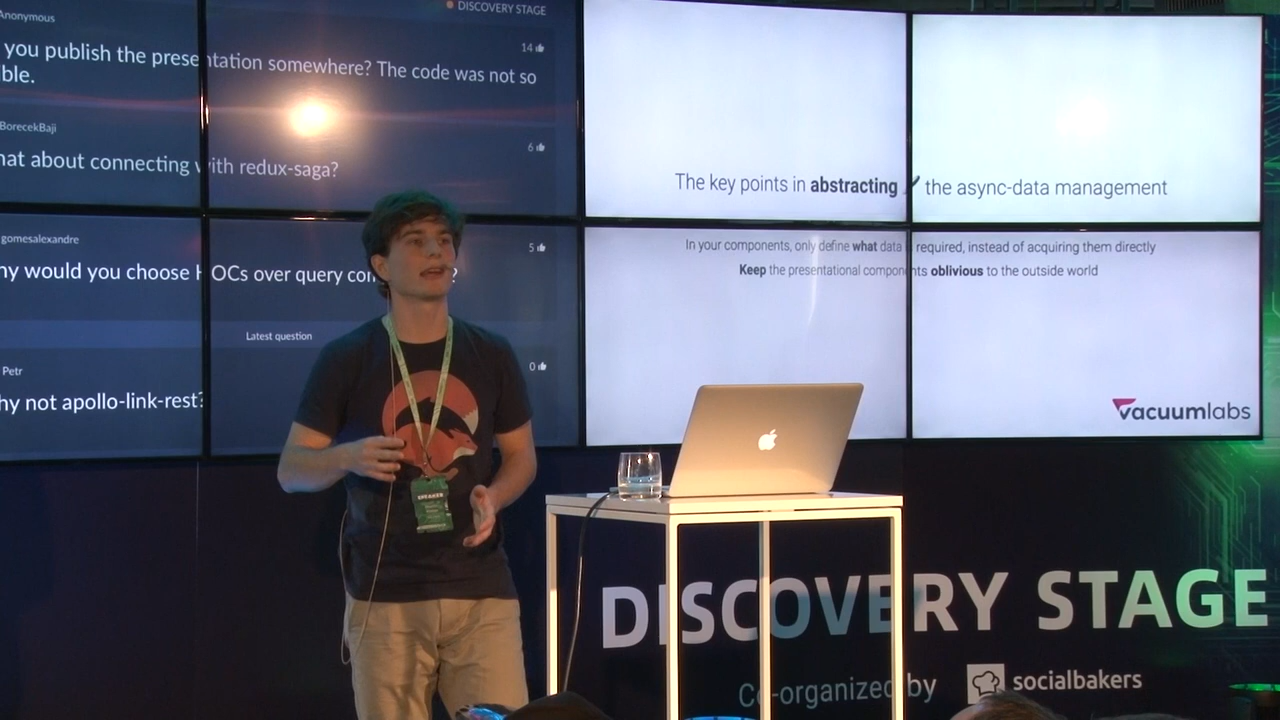 Anonymous
DISCOVERY STAGE
14
you publish the presentation somewhere? The code was not so
ble.
BorecekBaji
6
hat about connecting with redux-saga?
gomesalexandre
5
hy would you choose HOCs over query con ?
Latest question
Petr
0
hy not apollo-link-rest?
The key points in abstracting the async-data management
In your components, only define what data required, instead of acquiring them directly
Keep the presentational components oblivious to the outside world
vacuumlabs
SPEAKER
DISCOVERY STAGE
Co-organized by socialbakers